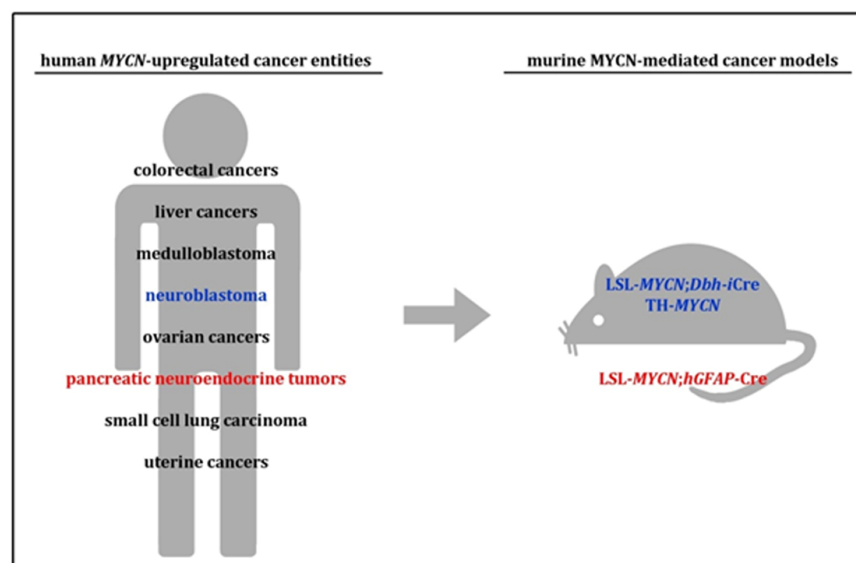 human MYCN-upregulated cancer entities
murine MYCN-mediated cancer models
colorectal cancers
liver cancers
medulloblastoma
neuroblastoma
ovarian cancers
pancreatic neuroendocrine tumors
small cell lung carcinoma
uterine cancers
LSL-MYCN;Dbh-iCre
TH-MYCN
LSL-MYCN;hGFAP-Cre